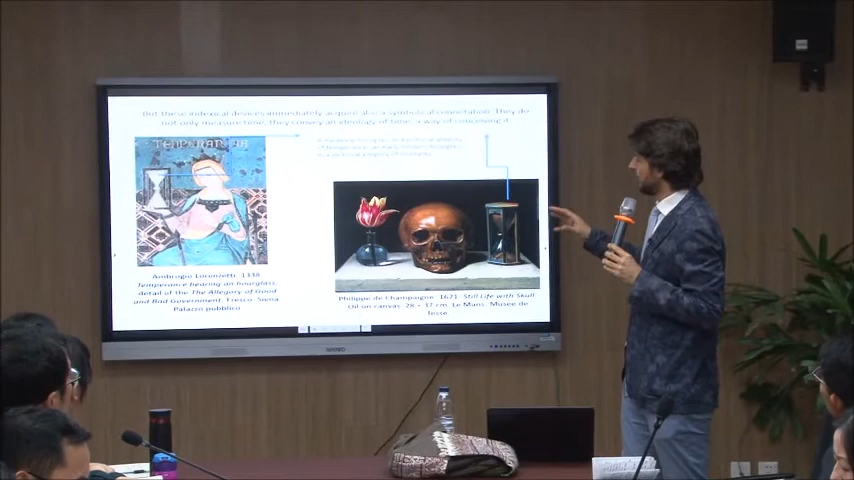 But these indexical devices immediately acquire also a symbolical connotation. They do
not only measure time; they convey an ideology of time, a way of conceiving it.
TEMPERANTIA
Ambrogio Lorenzetti. 1338
Temperance bearing an hourglass,
detail of the The Allegory of Good
and Bad Government. Fresco. Siena
Palazzo pubblico
Philippe de Champaigne. 1671. Still Life with Skull
Oil on canvas. 28 × 37 cm. Le Mans. Musée de
Tesse